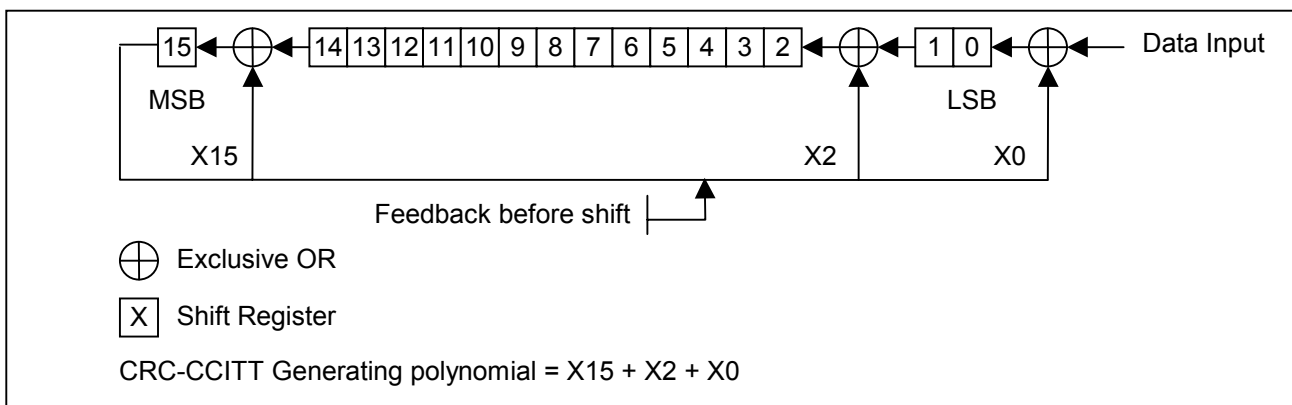 15 14 13 12 11 10 9 8 7 6 5 4 3 2 1 0 Data Input
MSB LSB
X15 X2 X0
Feedback before shift
Exclusive OR
X Shift Register
CRC-CCITT Generating polynomial = X15 + X2 + X0